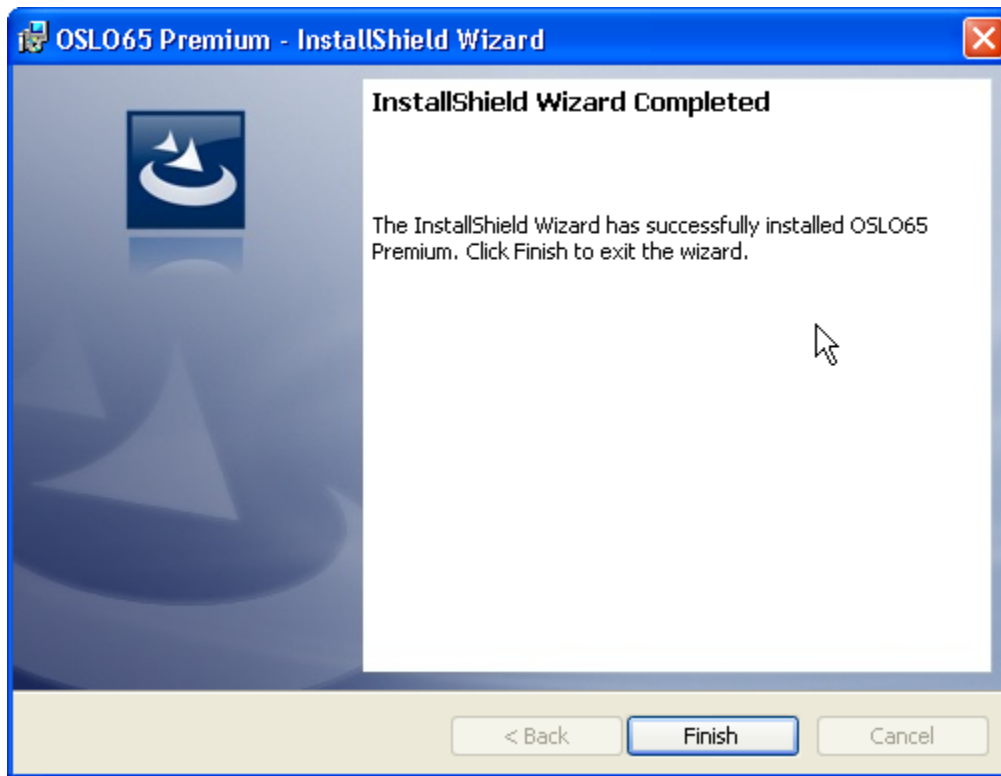 OSLO65 Premium - InstallShield Wizard
InstallShield Wizard Completed
The InstallShield Wizard has successfully installed OSLO65
Premium. Click Finish to exit the wizard.
< Back
Finish
Cancel